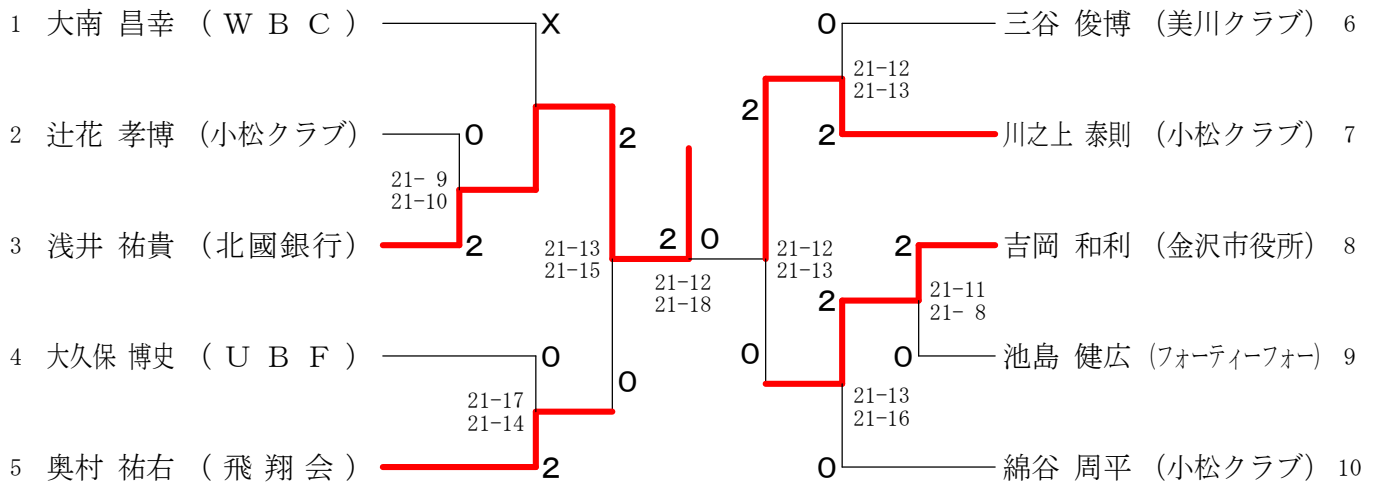 1 大南 昌幸 (ＷＢＣ) X
2 辻花 孝博 (小松クラブ) 0
21- 9
21-10
3 浅井 祐貴 (北國銀行) 2
2
21-13
21-15
4 大久保 博史 (ＵＢＦ) 0
21-17
21-14
0
5 奥村 祐右 (飛翔会) 2
2 0
21-12
21-18
0 三谷 俊博 (美川クラブ) 6
21-12
21-13
2
2 川之上 泰則 (小松クラブ) 7
21-12
21-13
2 吉岡 和利 (金沢市役所) 8
21-11
21- 8
2
0
0 池島 健広 (フォーティーフォー) 9
21-13
21-16
0 綿谷 周平 (小松クラブ) 10